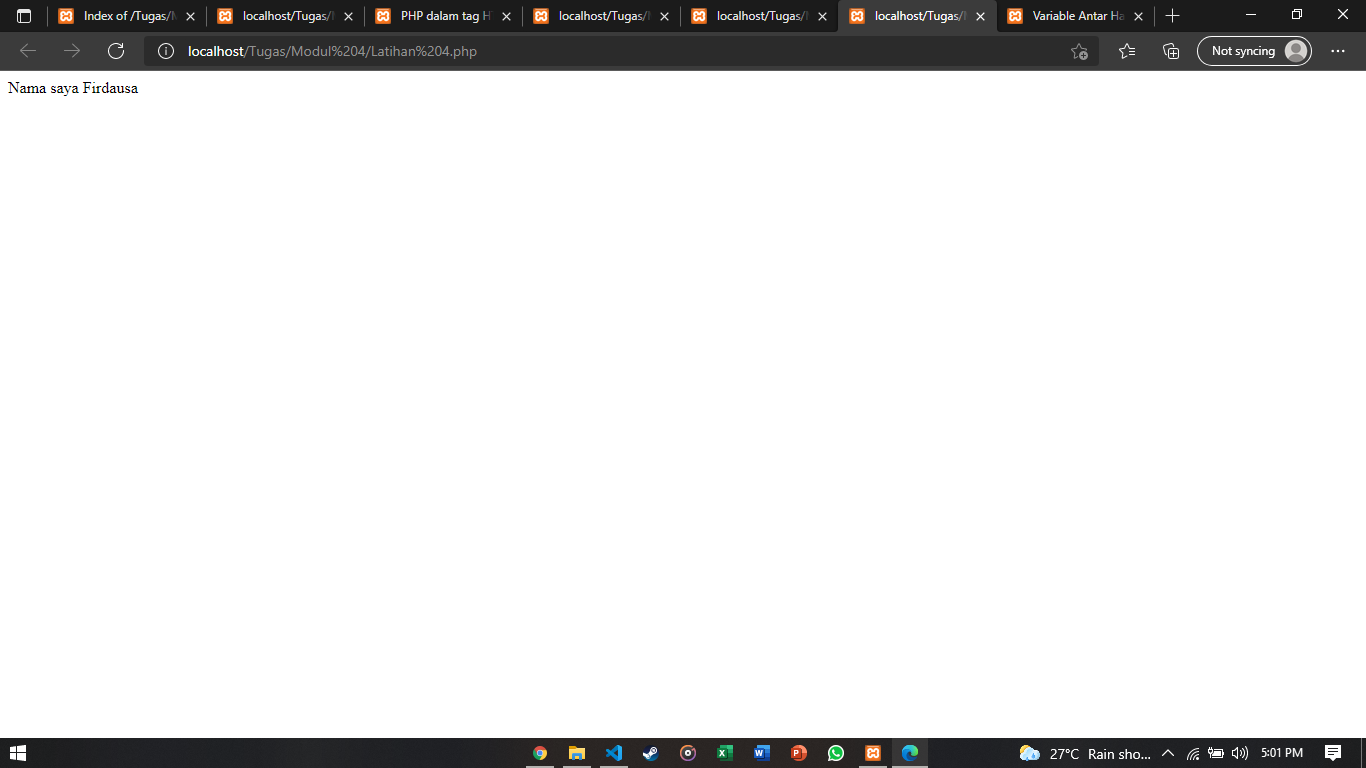 Index of /Tugas/M
localhost/Tugas/
PHP dalam tag H
localhost/Tugas/
localhost/Tugas/
localhost/Tugas/
Variable Antar Ha
localhost/Tugas/Modul%204/Latihan%204.php
Not syncing
Nama saya Firdausa
27°C Rain sho...
5:01 PM